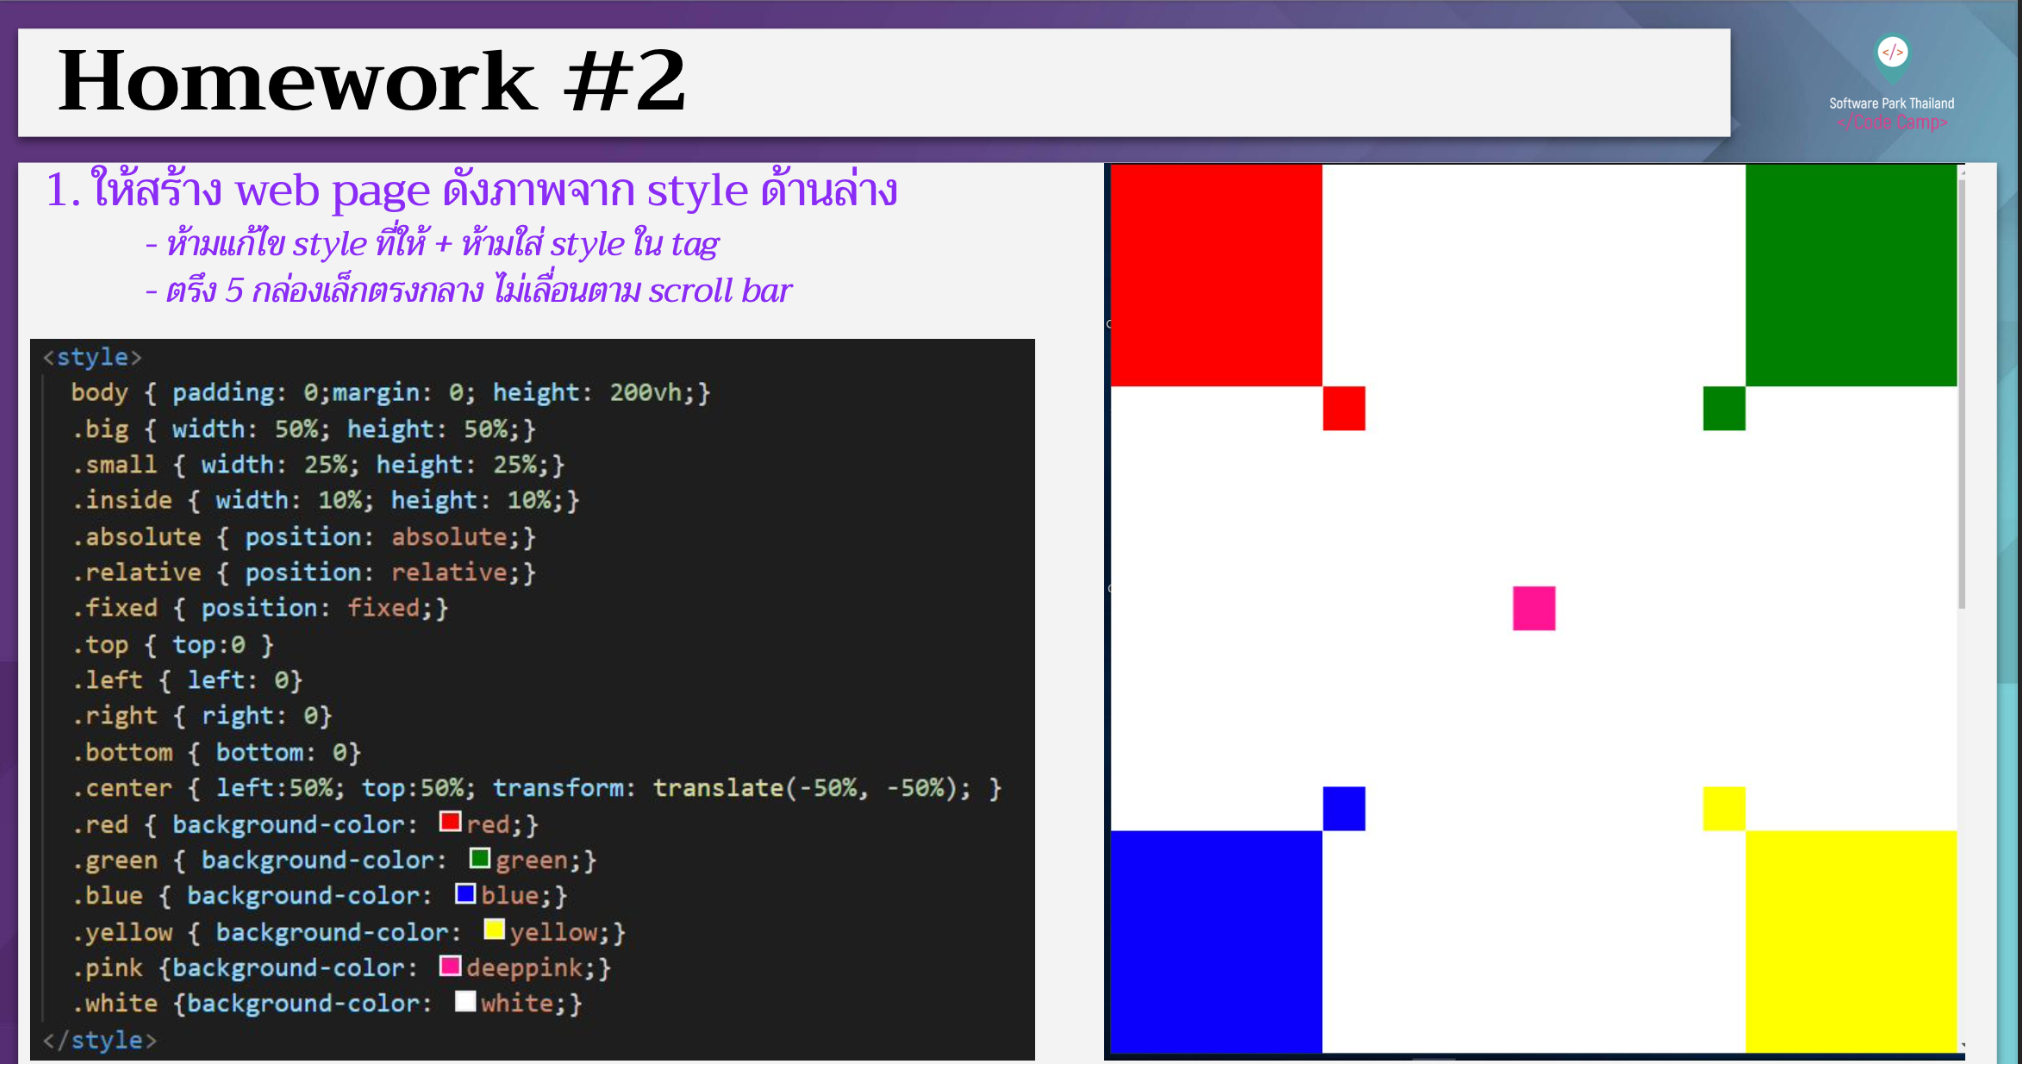 Homework #2
</>
Software Park Thailand
</Code Camp>
1. ให้สร้าง web page ดังภาพจาก style ด้านล่าง
- ห้ามแก้ไข style ที่ให้ + ห้ามใส่ style ใน tag
- ตรึง 5 กล่องเล็กตรงกลาง ไม่เลื่อนตาม scroll bar
<style>
body { padding: 0;margin: 0; height: 200vh;}
.big { width: 50%; height: 50%;}
.small { width: 25%; height: 25%;}
.inside { width: 10%; height: 10%;}
.absolute { position: absolute;}
.relative { position: relative;}
.fixed { position: fixed;}
.top { top:0 }
.left { left: 0}
.right { right: 0}
.bottom { bottom: 0}
.center { left:50%; top:50%; transform: translate(-50%, -50%); }
.red { background-color: red;}
.green { background-color: green;}
.blue { background-color: blue;}
.yellow { background-color: yellow;}
.pink {background-color: deeppink;}
.white {background-color: white;}
</style>